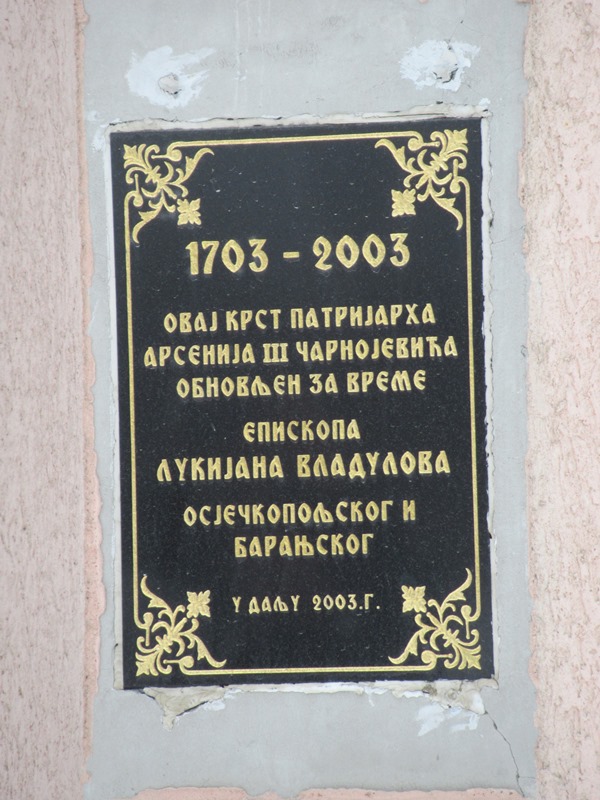 1703 - 2003
ОВАЈ КРСТ ПАТРИЈАРХА
АРСЕНИЈА III ЧАРНОЈЕВИЋА
ОБНОВЉЕН ЗА ВРЕМЕ
ЕПИСКОПА
ЛУКИЈАНА ВЛАДУЛОВА
ОСЈЕЧКОПОЉСКОГ И
БАРАЊСКОГ
У ДАЉУ 2003.Г.